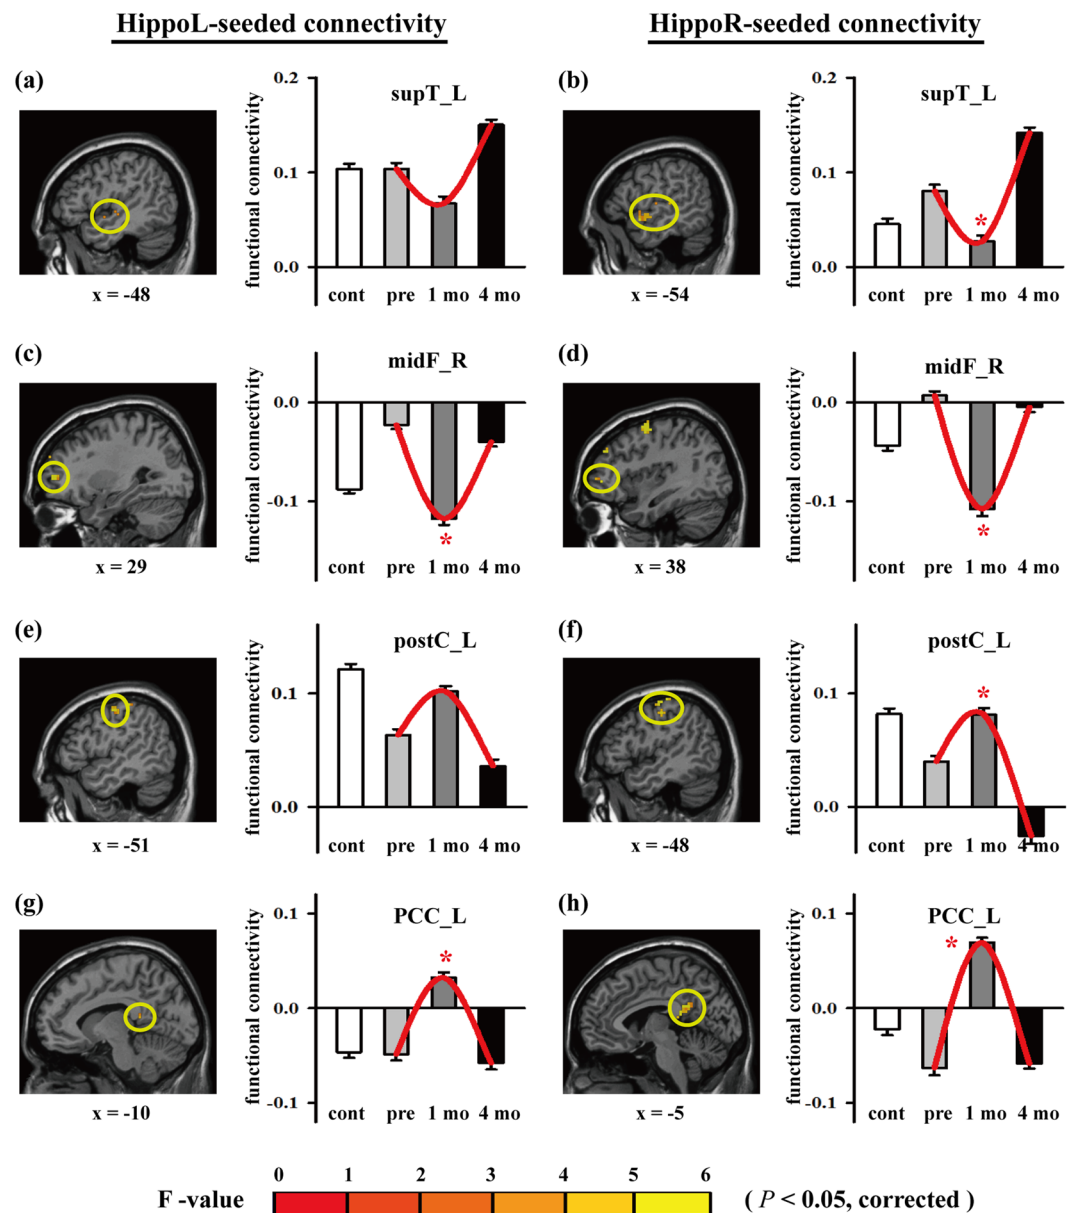 HippoL-seeded connectivity
HippoR-seeded connectivity
(a)
x = -48
functional connectivity
0.2
0.1
0.0
supT_L
cont pre 1 mo 4 mo
(b)
x = -54
functional connectivity
0.2
0.1
0.0
supT_L
*
cont pre 1 mo 4 mo
(c)
x = 29
functional connectivity
0.0
-0.1
midF_R
*
cont pre 1 mo 4 mo
(d)
x = 38
functional connectivity
0.0
-0.1
midF_R
*
cont pre 1 mo 4 mo
(e)
x = -51
functional connectivity
0.1
0.0
postC_L
cont pre 1 mo 4 mo
(f)
x = -48
functional connectivity
0.1
0.0
postC_L
*
cont pre 1 mo 4 mo
(g)
x = -10
functional connectivity
0.1
0.0
-0.1
PCC_L
*
cont pre 1 mo 4 mo
(h)
x = -5
functional connectivity
0.1
0.0
-0.1
PCC_L
*
cont pre 1 mo 4 mo
0 1 2 3 4 5 6
F -value
( P < 0.05, corrected )